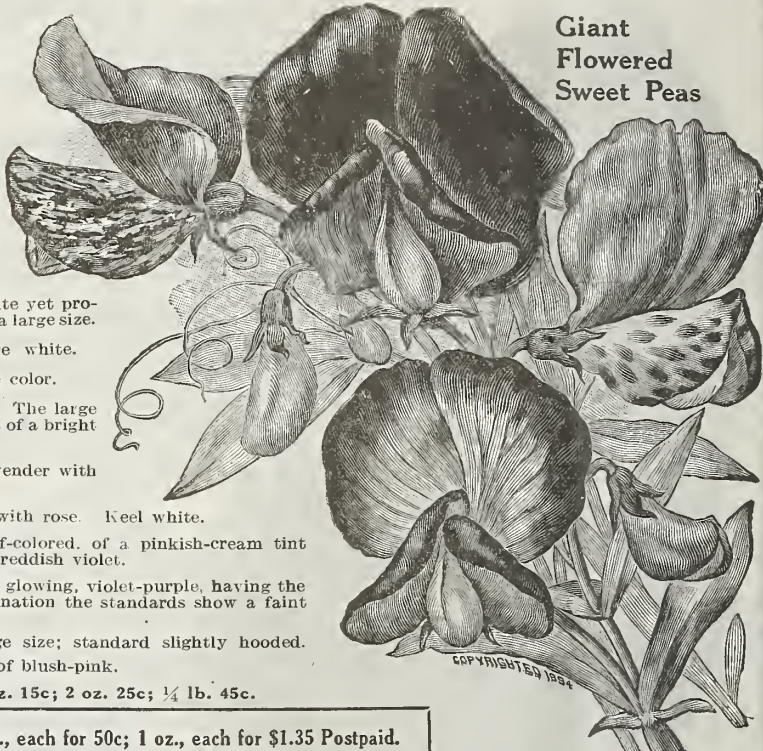 Giant
Flowered
Sweet Peas
te yet pro-
a large size.
e white.
color.
The large
of a bright
ender with
with rose. Keel white.
f-colored. of a pinkish-cream tint
reddish violet.
glowing, violet-purple, having the
nation the standards show a faint
ge size; standard slightly hooded.
of blush-pink.
z. 15c; 2 oz. 25c; ¼ lb. 45c.
., each for 50c; 1 oz., each for $1.35 Postpaid.
COPYRIGHTED 1894